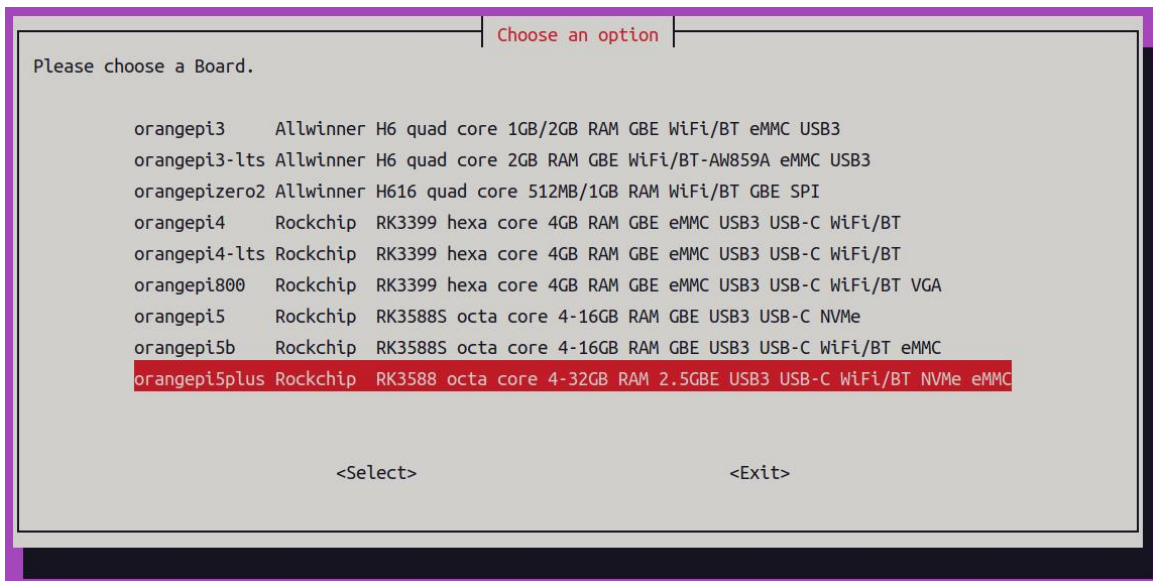 Choose an option
Please choose a Board.
orangepi3 Allwinner H6 quad core 1GB/2GB RAM GBE WiFi/BT eMMC USB3
orangepi3-lts Allwinner H6 quad core 2GB RAM GBE WiFi/BT-AW859A eMMC USB3
orangepizero2 Allwinner H616 quad core 512MB/1GB RAM WiFi/BT GBE SPI
orangepi4 Rockchip RK3399 hexa core 4GB RAM GBE eMMC USB3 USB-C WiFi/BT
orangepi4-lts Rockchip RK3399 hexa core 4GB RAM GBE eMMC USB3 USB-C WiFi/BT
orangepi800 Rockchip RK3399 hexa core 4GB RAM GBE eMMC USB3 USB-C WiFi/BT VGA
orangepi5 Rockchip RK3588S octa core 4-16GB RAM GBE USB3 USB-C NVMe
orangepi5b Rockchip RK3588S octa core 4-16GB RAM GBE USB3 USB-C WiFi/BT eMMC
orangepi5plus Rockchip RK3588 octa core 4-32GB RAM 2.5GBE USB3 USB-C WiFi/BT NVMe eMMC
<Select> <Exit>